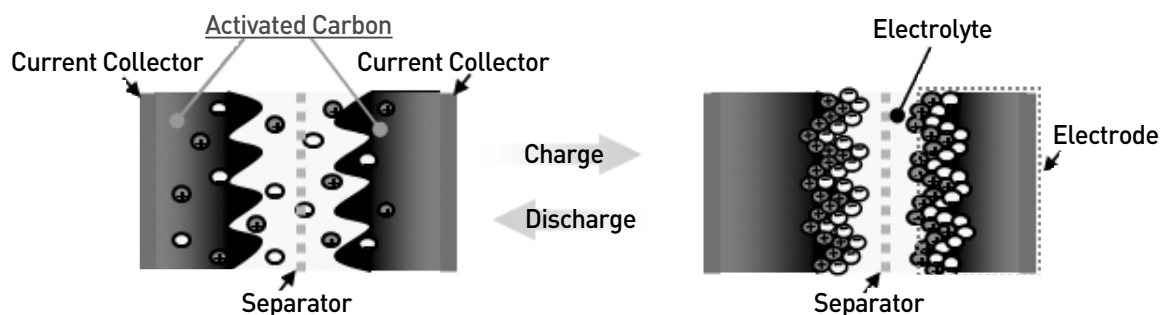 Activated Carbon
Current Collector
Current Collector
Separator
Charge
Discharge
Electrolyte
Electrode
Separator